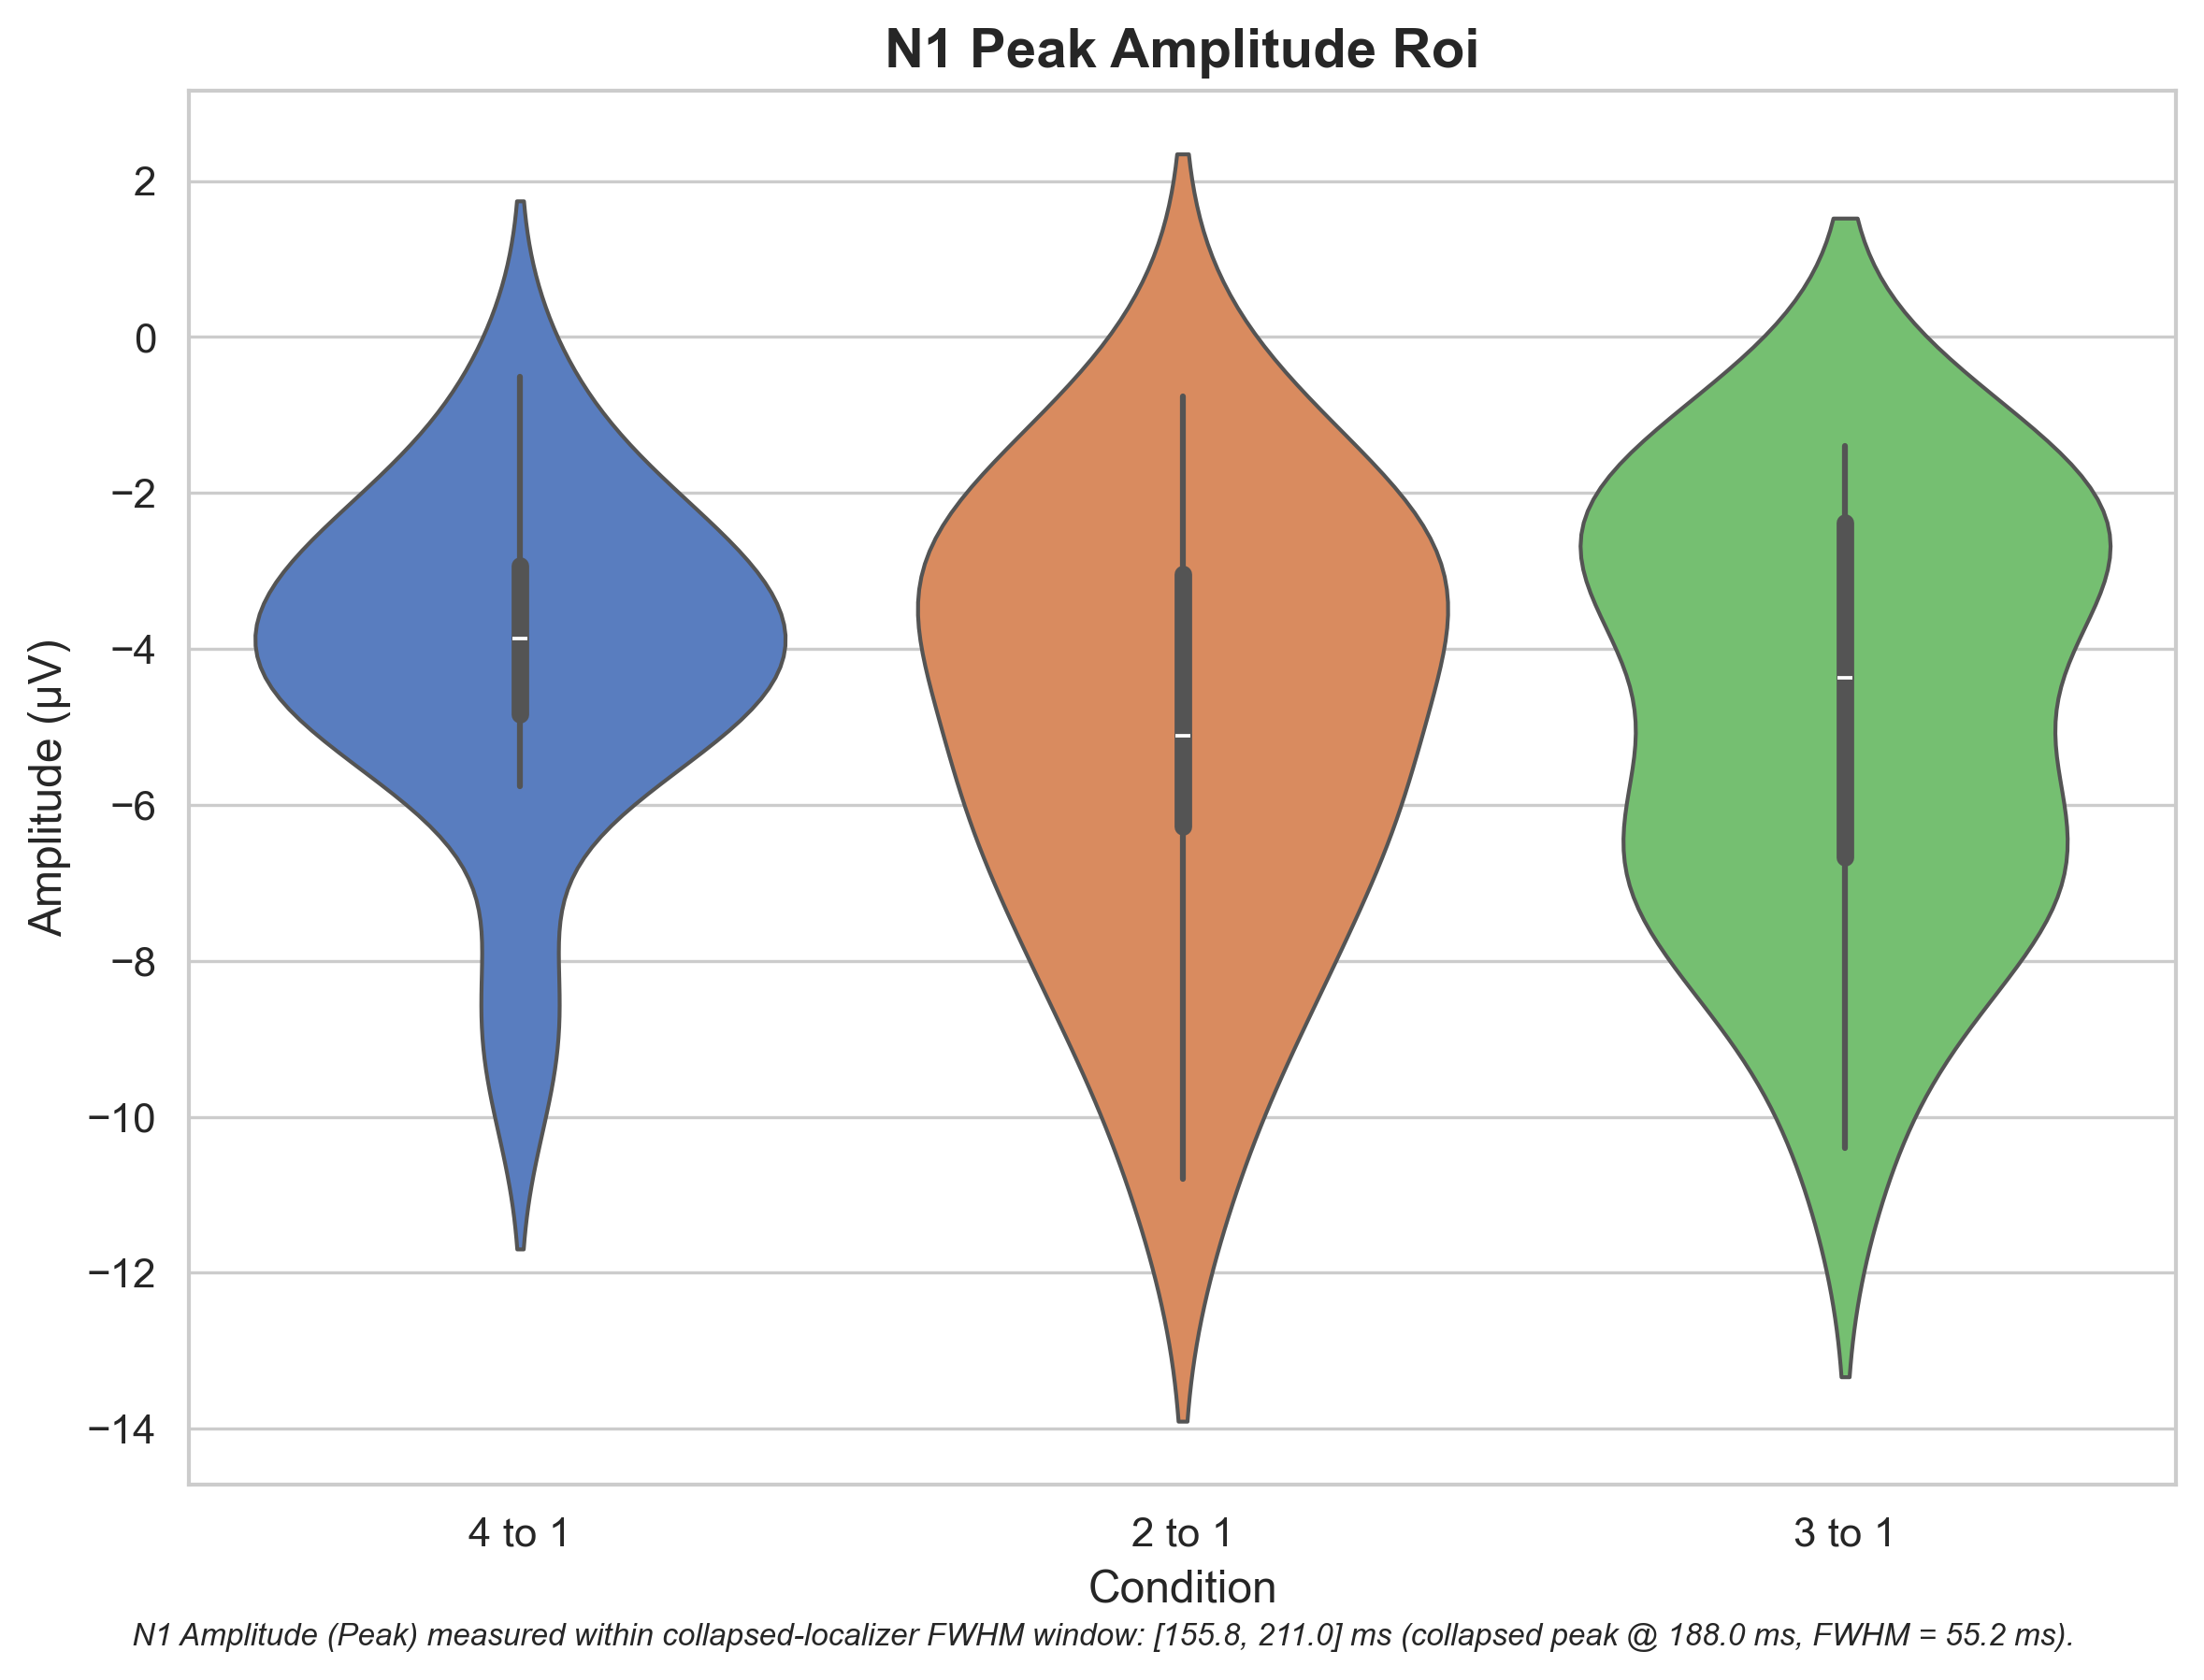 N1 Peak Amplitude Roi
2
0
−2
−4
−6
−8
−10
−12
−14
Amplitude (µV)
4 to 1
2 to 1
3 to 1
Condition
N1 Amplitude (Peak) measured within collapsed-localizer FWHM window: [155.8, 211.0] ms (collapsed peak @ 188.0 ms, FWHM = 55.2 ms).